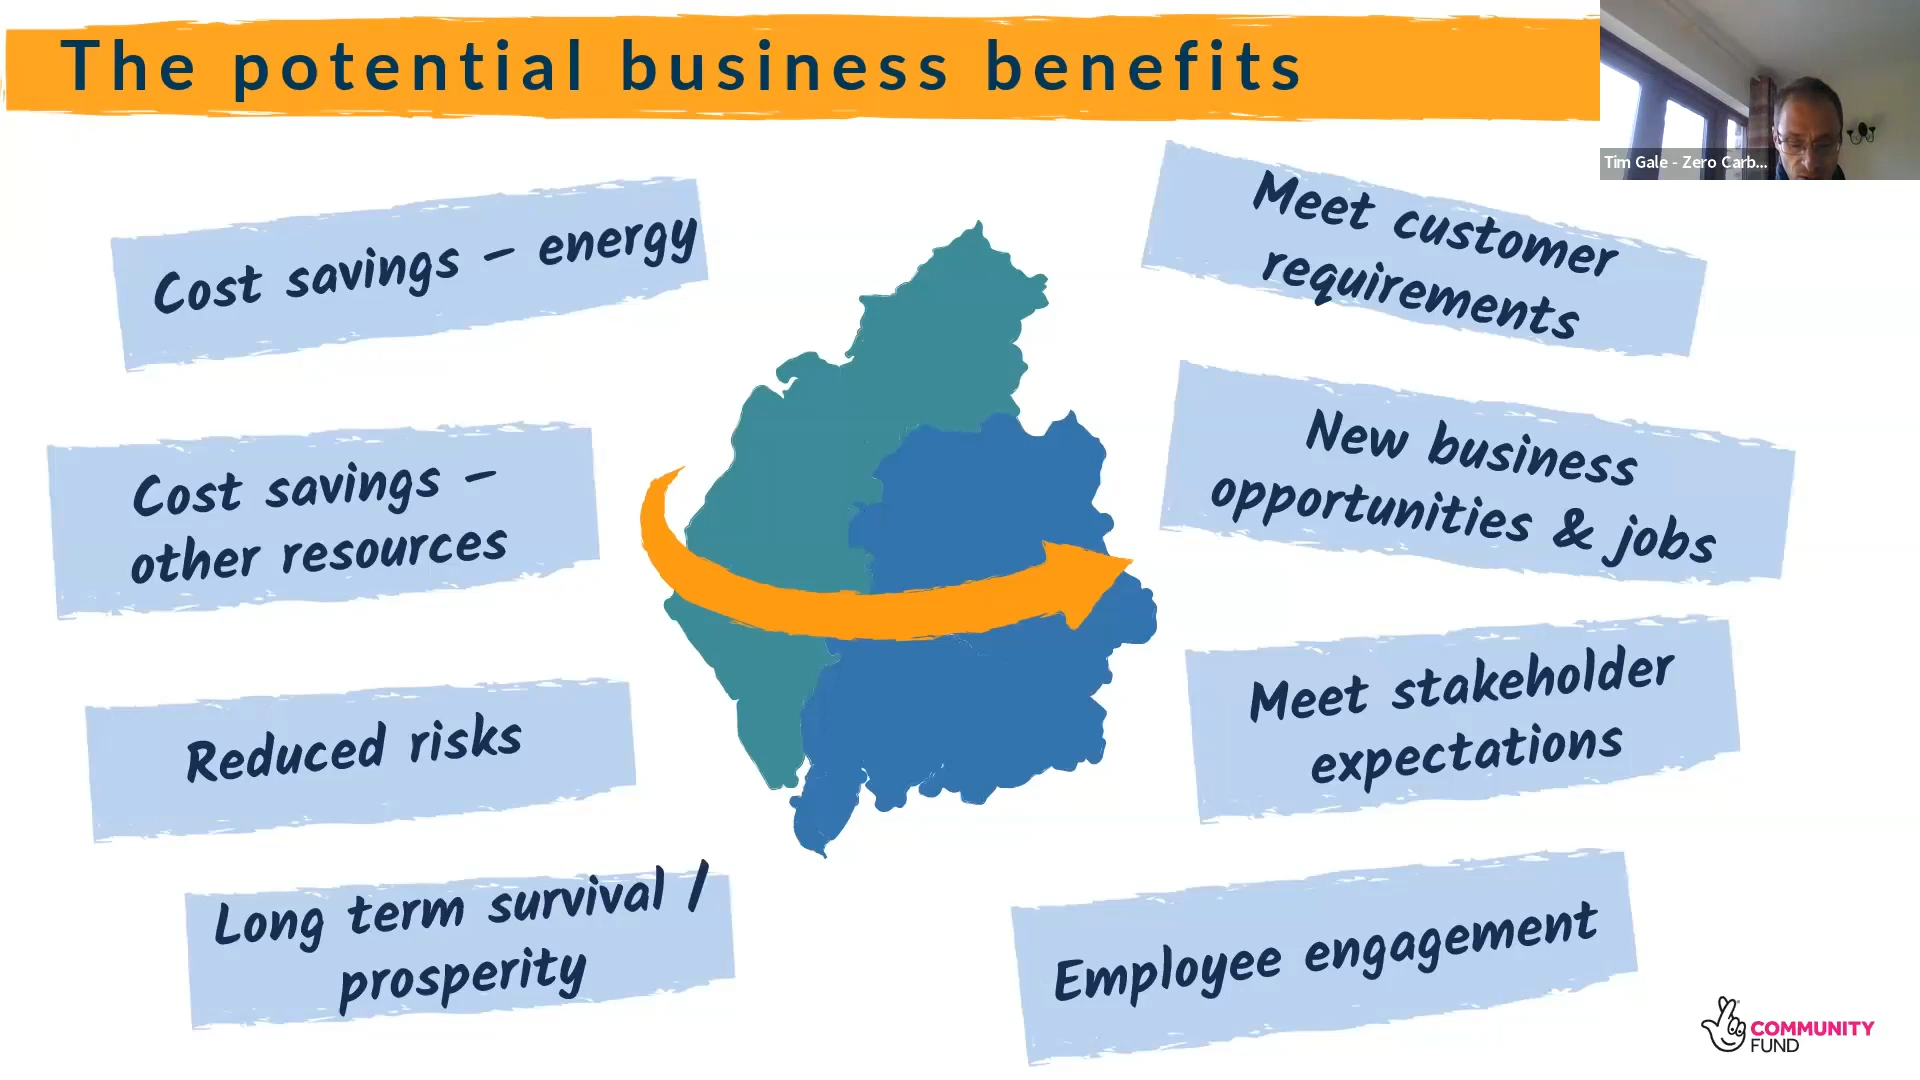 The potential business benefits
Tim Gale - Zero Carb...
Cost savings – energy
Cost savings –
other resources
Reduced risks
Long term survival /
prosperity
Meet customer
requirements
New business
opportunities & jobs
Meet stakeholder
expectations
Employee engagement
COMMUNITY
FUND